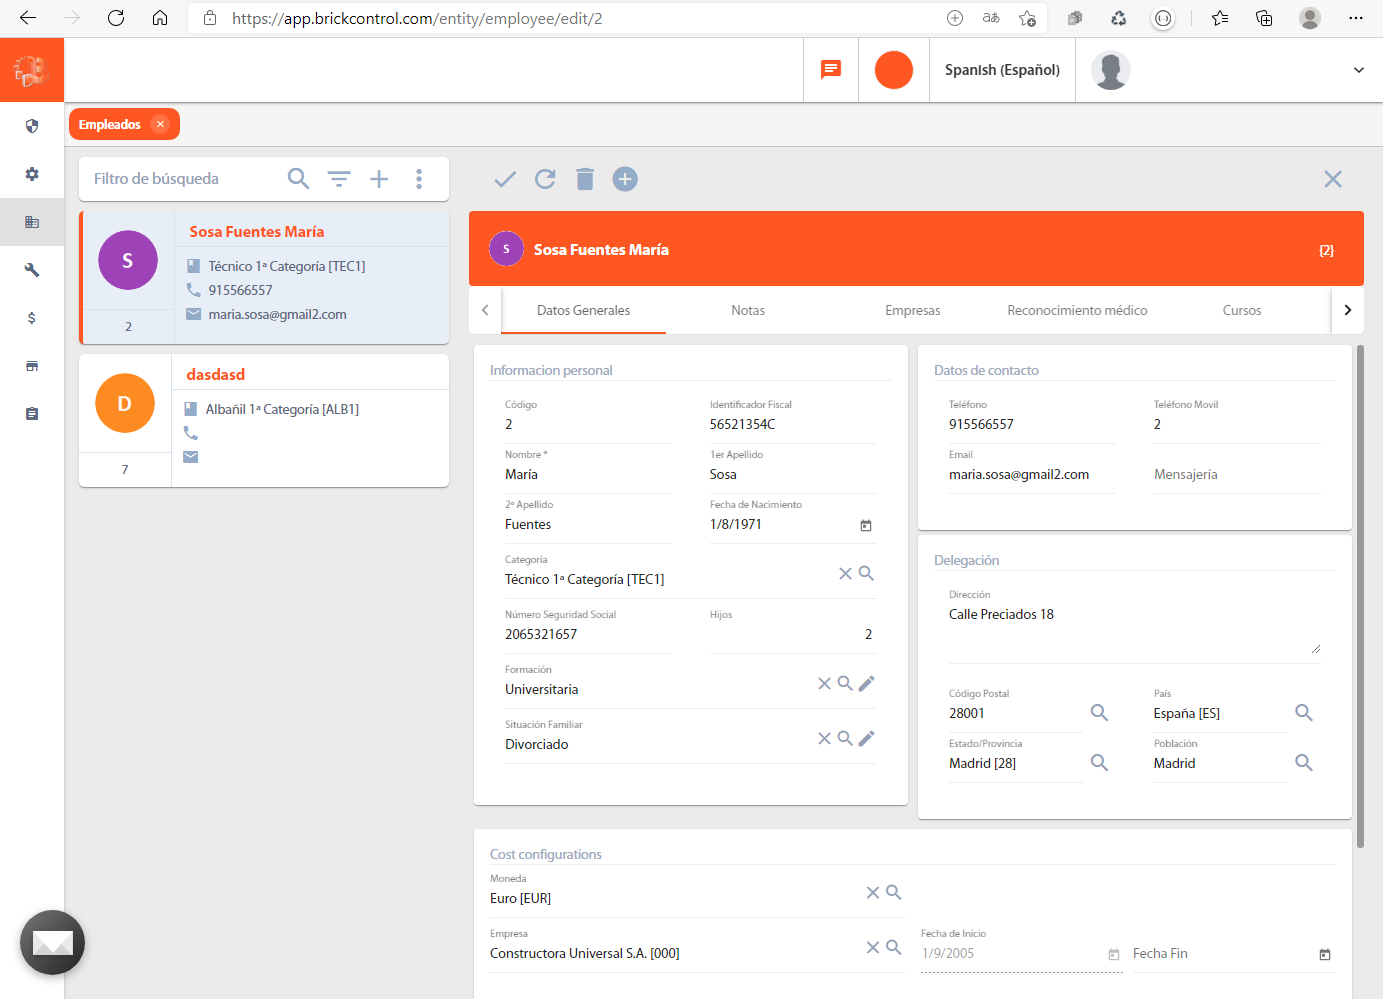 https://app.brickcontrol.com/entity/employee/edit/2
Spanish (Español)
Empleados
Filtro de búsqueda
S
Sosa Fuentes María
Técnico 1ª Categoría [TEC1]
915566557
maria.sosa@gmail2.com
2
D
dasdasd
Albañil 1ª Categoría [ALB1]
7
S
Sosa Fuentes María
{2}
Datos Generales
Notas
Empresas
Reconocimiento médico
Cursos
Informacion personal
Código
2
Identificador Fiscal
56521354C
Nombre *
María
1er Apellido
Sosa
2º Apellido
Fuentes
Fecha de Nacimiento
1/8/1971
Categoría
Técnico 1ª Categoría [TEC1]
Número Seguridad Social
2065321657
Hijos
2
Formación
Universitaria
Situación Familiar
Divorciado
Datos de contacto
Teléfono
915566557
Teléfono Movil
2
Email
maria.sosa@gmail2.com
Mensajería
Delegación
Dirección
Calle Preciados 18
Código Postal
28001
País
España [ES]
Estado/Provincia
Madrid [28]
Población
Madrid
Cost configurations
Moneda
Euro [EUR]
Empresa
Constructora Universal S.A. [000]
Fecha de Inicio
1/9/2005
Fecha Fin